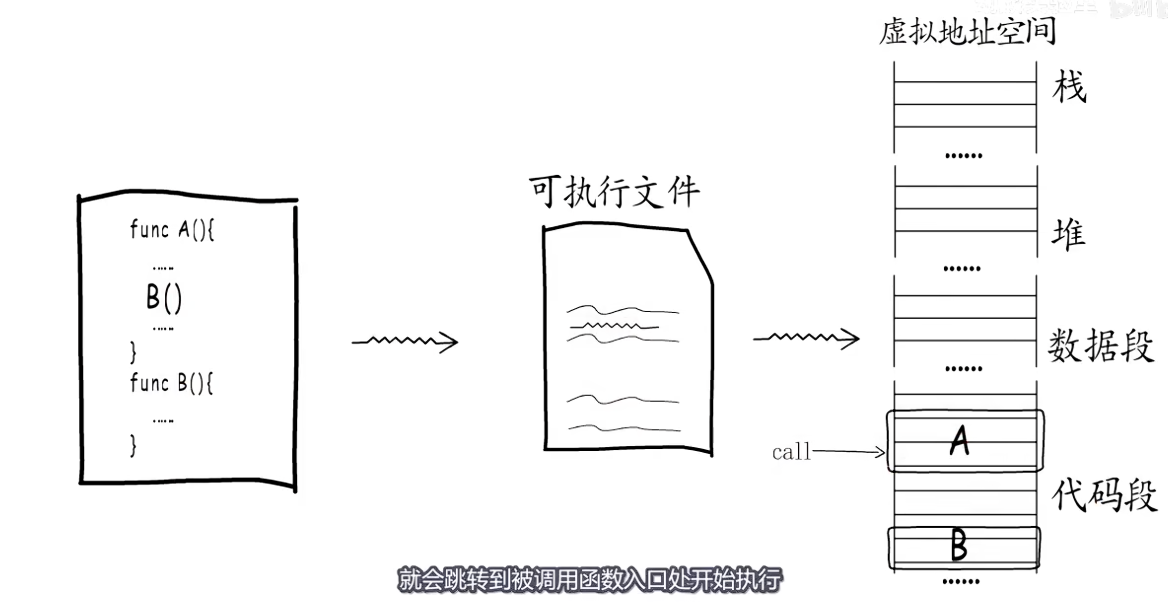 func A(){
......
B()
......
}
func B(){
......
}
可执行文件
虚拟地址空间
栈
......
堆
......
数据段
......
call
A
代码段
B
......
就会跳转到被调用函数入口处开始执行